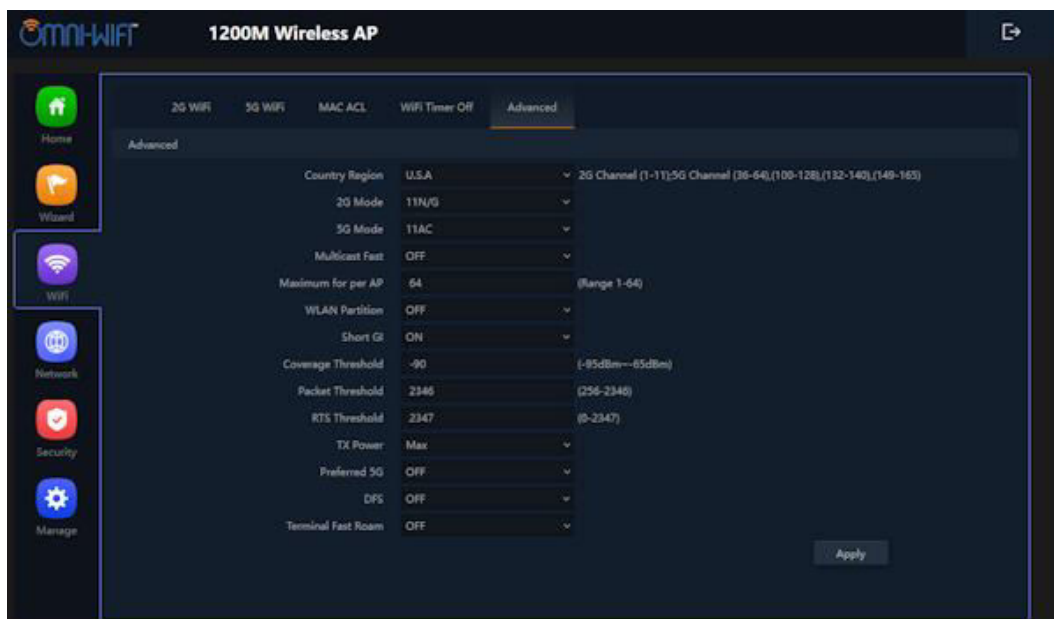 OMNI-WIFI 1200M Wireless AP
2G WiFi 5G WiFi MAC ACL WiFi Timer Off Advanced
Advanced
Home
Wizard
WiFi
Network
Security
Manage
Country Region U.S.A 2G Channel (1-11);5G Channel (36-64),(100-128),(132-140),(149-165)
2G Mode 11N/G
5G Mode 11AC
Multicast Fast OFF
Maximum for per AP 64 (Range 1-64)
WLAN Partition OFF
Short GI ON
Coverage Threshold -90 (-95dBm~-65dBm)
Packet Threshold 2346 (256-2346)
RTS Threshold 2347 (0-2347)
TX Power Max
Preferred 5G OFF
DFS OFF
Terminal Fast Roam OFF
Apply